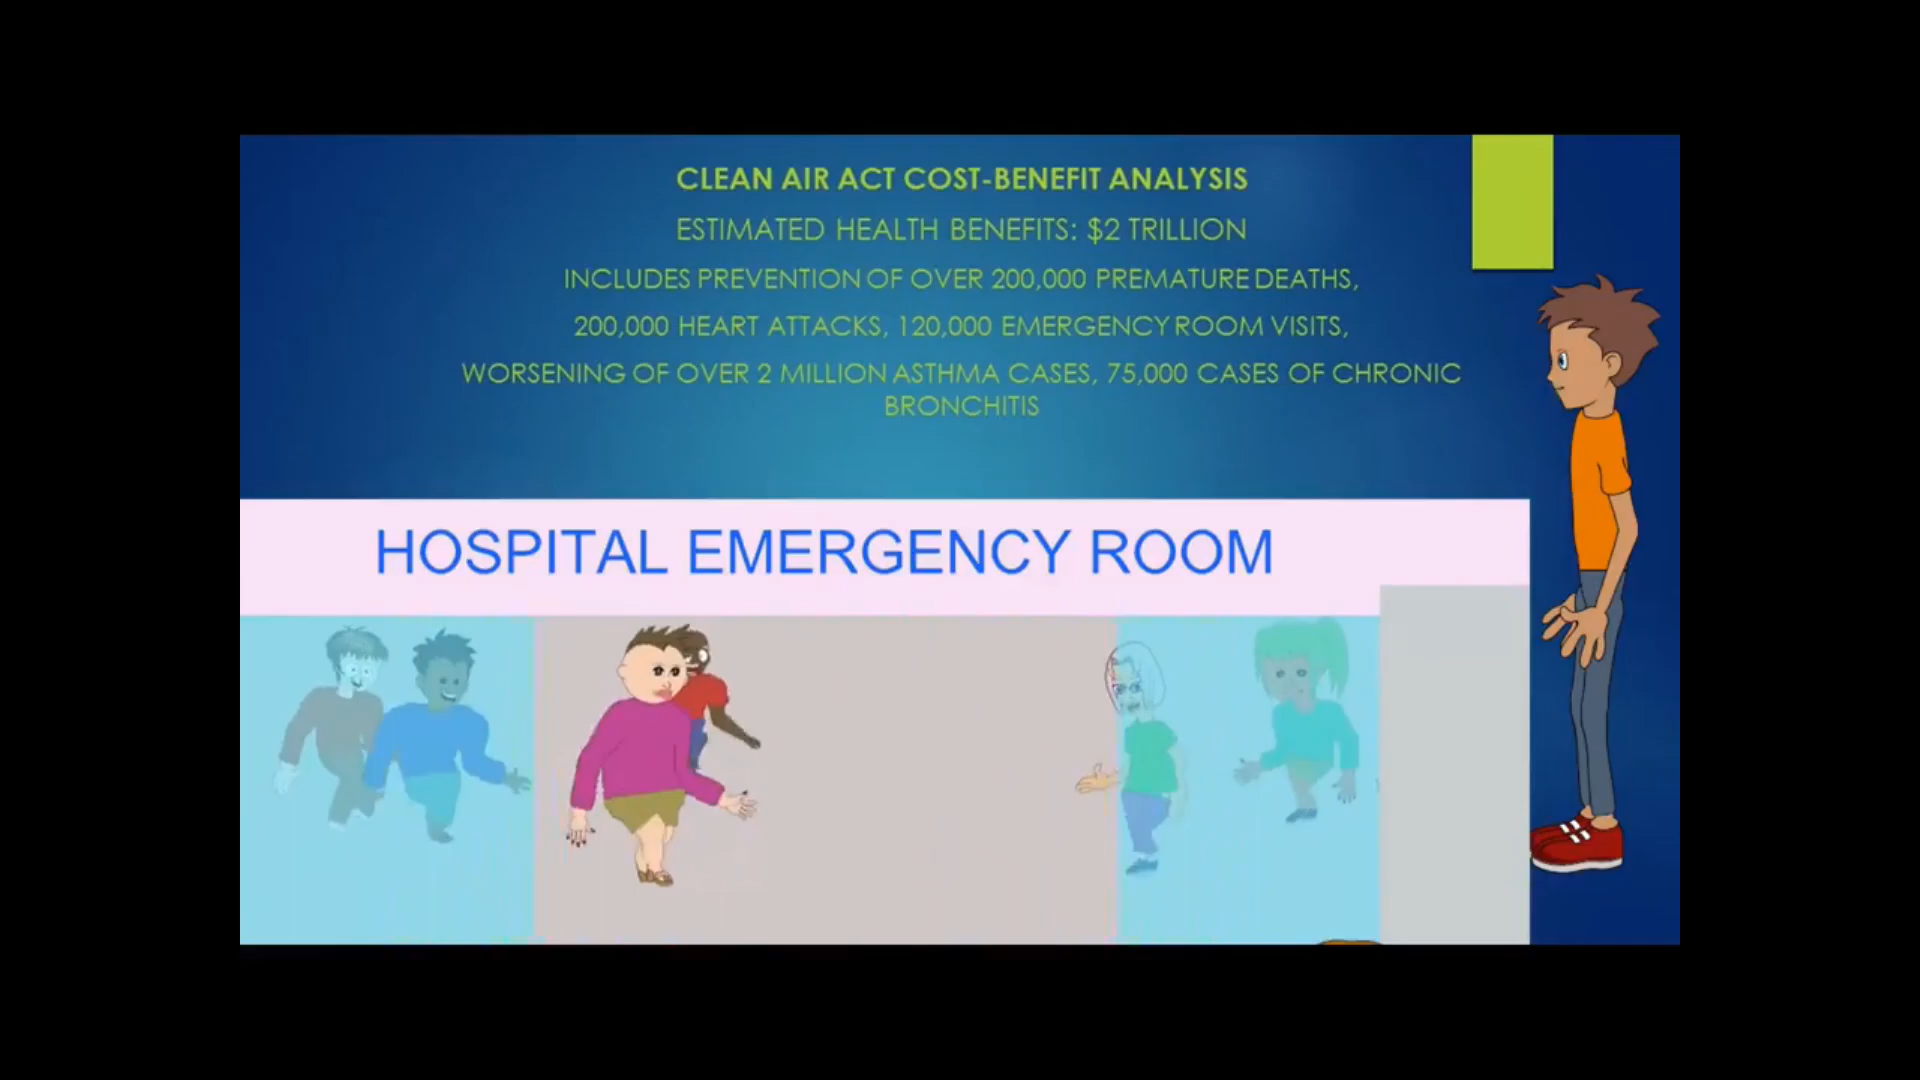 CLEAN AIR ACT COST-BENEFIT ANALYSIS
ESTIMATED HEALTH BENEFITS: $2 TRILLION
INCLUDES PREVENTION OF OVER 200,000 PREMATURE DEATHS,
200,000 HEART ATTACKS, 120,000 EMERGENCY ROOM VISITS,
WORSENING OF OVER 2 MILLION ASTHMA CASES, 75,000 CASES OF CHRONIC
BRONCHITIS
HOSPITAL EMERGENCY ROOM